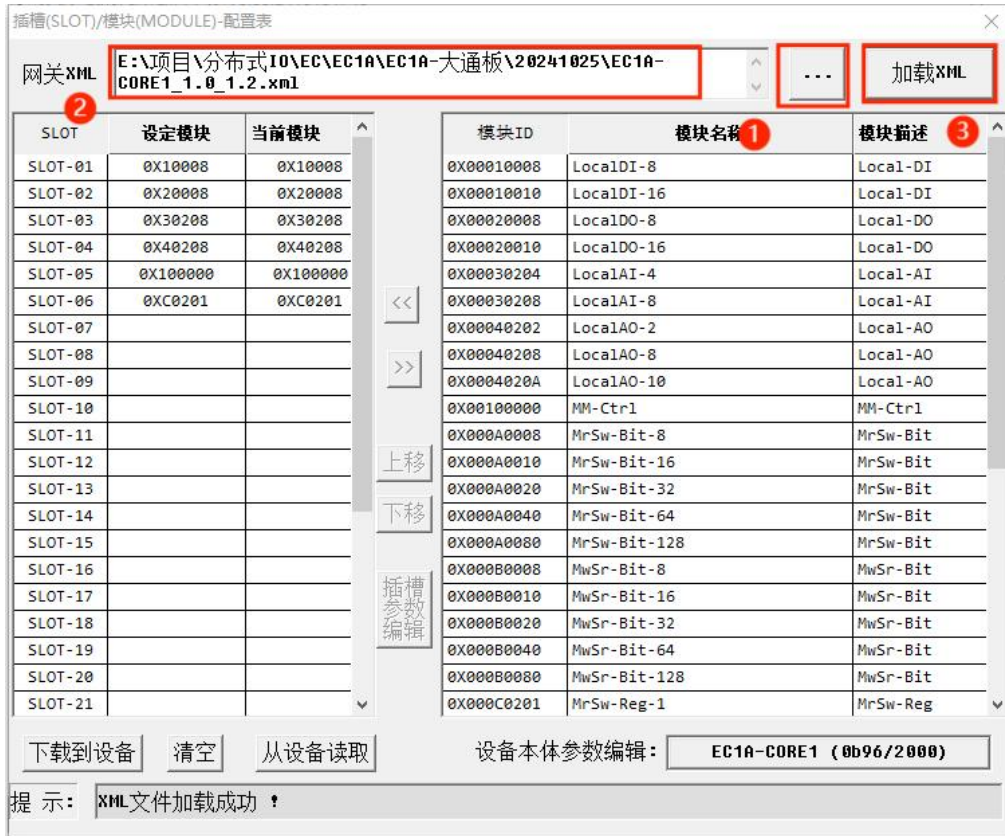 插槽(SLOT)/模块(MODULE)-配置表
网关XML
E:\项目\分布式IO\EC\EC1A\EC1A-大通板\20241025\EC1A-
CORE1_1.0_1.2.xml
...
加载XML
2
SLOT 设定模块 当前模块
SLOT-01 0X10008 0X10008
SLOT-02 0X20008 0X20008
SLOT-03 0X30208 0X30208
SLOT-04 0X40208 0X40208
SLOT-05 0X100000 0X100000
SLOT-06 0XC0201 0XC0201
SLOT-07
SLOT-08
SLOT-09
SLOT-10
SLOT-11
SLOT-12
SLOT-13
SLOT-14
SLOT-15
SLOT-16
SLOT-17
SLOT-18
SLOT-19
SLOT-20
SLOT-21
<<
>>
上移
下移
插槽
参数
编辑
模块ID 模块名称 1 模块描述 3
0X00010008 LocalDI-8 Local-DI
0X00010010 LocalDI-16 Local-DI
0X00020008 LocalDO-8 Local-DO
0X00020010 LocalDO-16 Local-DO
0X00030204 LocalAI-4 Local-AI
0X00030208 LocalAI-8 Local-AI
0X00040202 LocalAO-2 Local-AO
0X00040208 LocalAO-8 Local-AO
0X0004020A LocalAO-10 Local-AO
0X00100000 MM-Ctrl MM-Ctrl
0X000A0008 MrSw-Bit-8 MrSw-Bit
0X000A0010 MrSw-Bit-16 MrSw-Bit
0X000A0020 MrSw-Bit-32 MrSw-Bit
0X000A0040 MrSw-Bit-64 MrSw-Bit
0X000A0080 MrSw-Bit-128 MrSw-Bit
0X000B0008 MwSr-Bit-8 MwSr-Bit
0X000B0010 MwSr-Bit-16 MwSr-Bit
0X000B0020 MwSr-Bit-32 MwSr-Bit
0X000B0040 MwSr-Bit-64 MwSr-Bit
0X000B0080 MwSr-Bit-128 MwSr-Bit
0X000C0201 MrSw-Reg-1 MrSw-Reg
下载到设备 清空 从设备读取 设备本体参数编辑: EC1A-CORE1 (0b96/2000)
提 示: XML文件加载成功 !